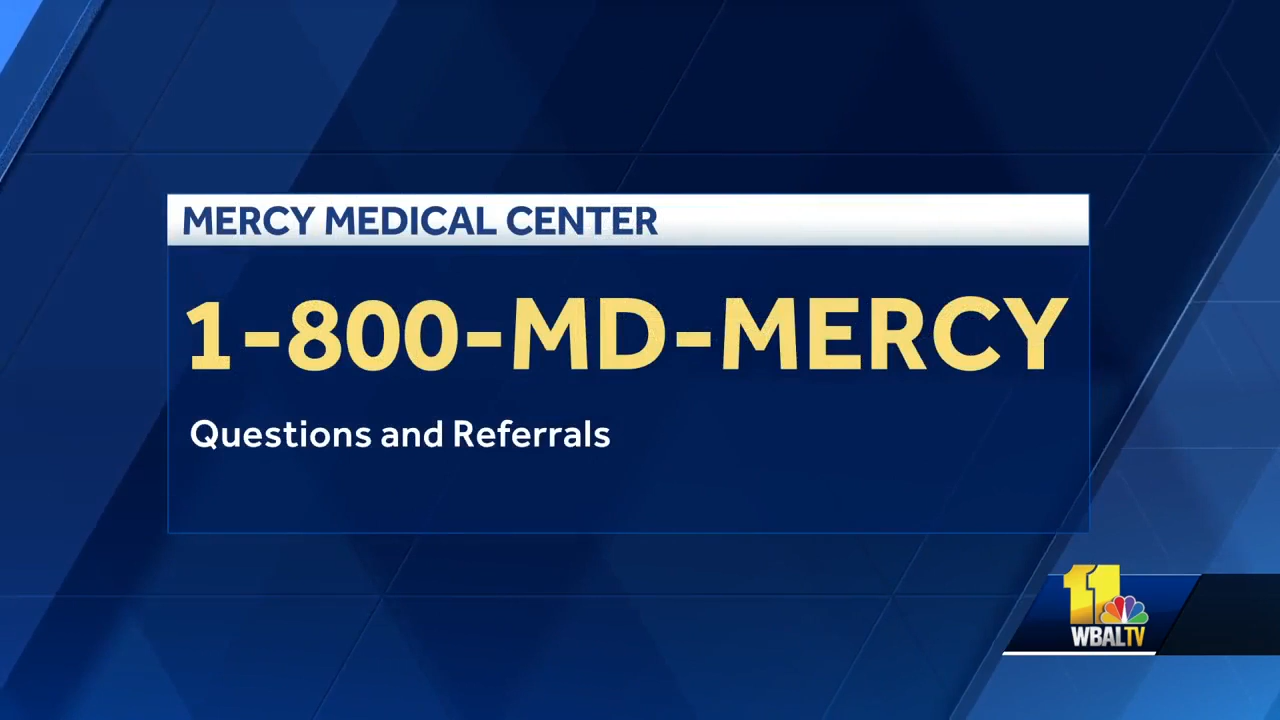 MERCY MEDICAL CENTER
1-800-MD-MERCY
Questions and Referrals
11
WBALTV